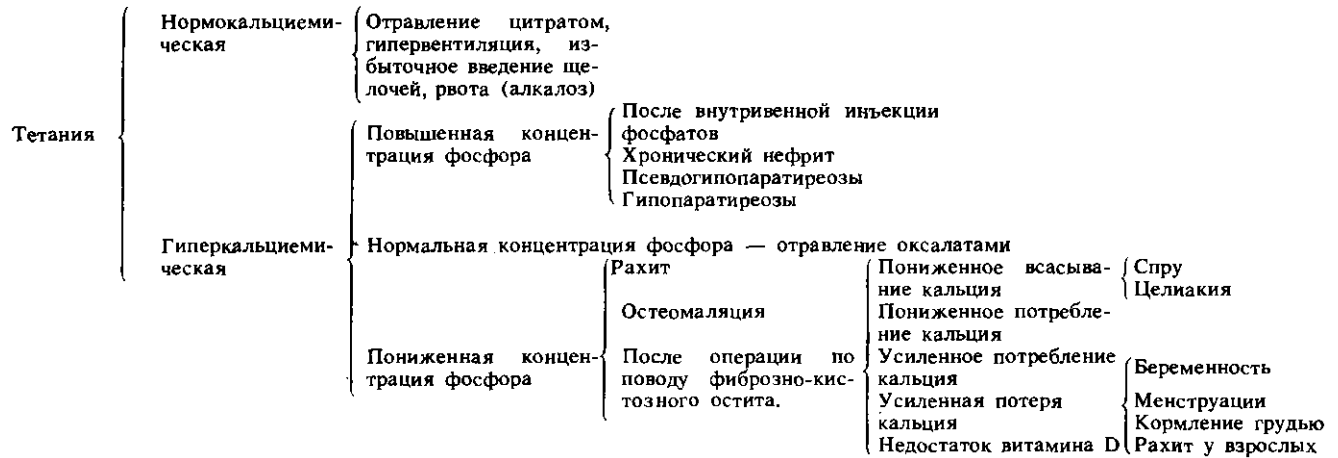 Тетания
Нормокальциеми-
ческая
Отравление цитратом,
гипервентиляция, из-
быточное введение ще-
лочей, рвота (алкалоз)
Гиперкальциеми-
ческая
Повышенная концен-
трация фосфора
После внутривенной инъекции
фосфатов
Хронический нефрит
Псевдогипопаратиреозы
Гипопаратиреозы
Нормальная концентрация фосфора — отравление оксалатами
Пониженная концен-
трация фосфора
Рахит
Остеомаляция
После операции по
поводу фиброзно-кис-
тозного остита.
Пониженное всасыва-
ние кальция
Спру
Целиакия
Пониженное потребле-
ние кальция
Усиленное потребление
кальция
Усиленная потеря
кальция
Недостаток витамина D
Беременность
Менструации
Кормление грудью
Рахит у взрослых